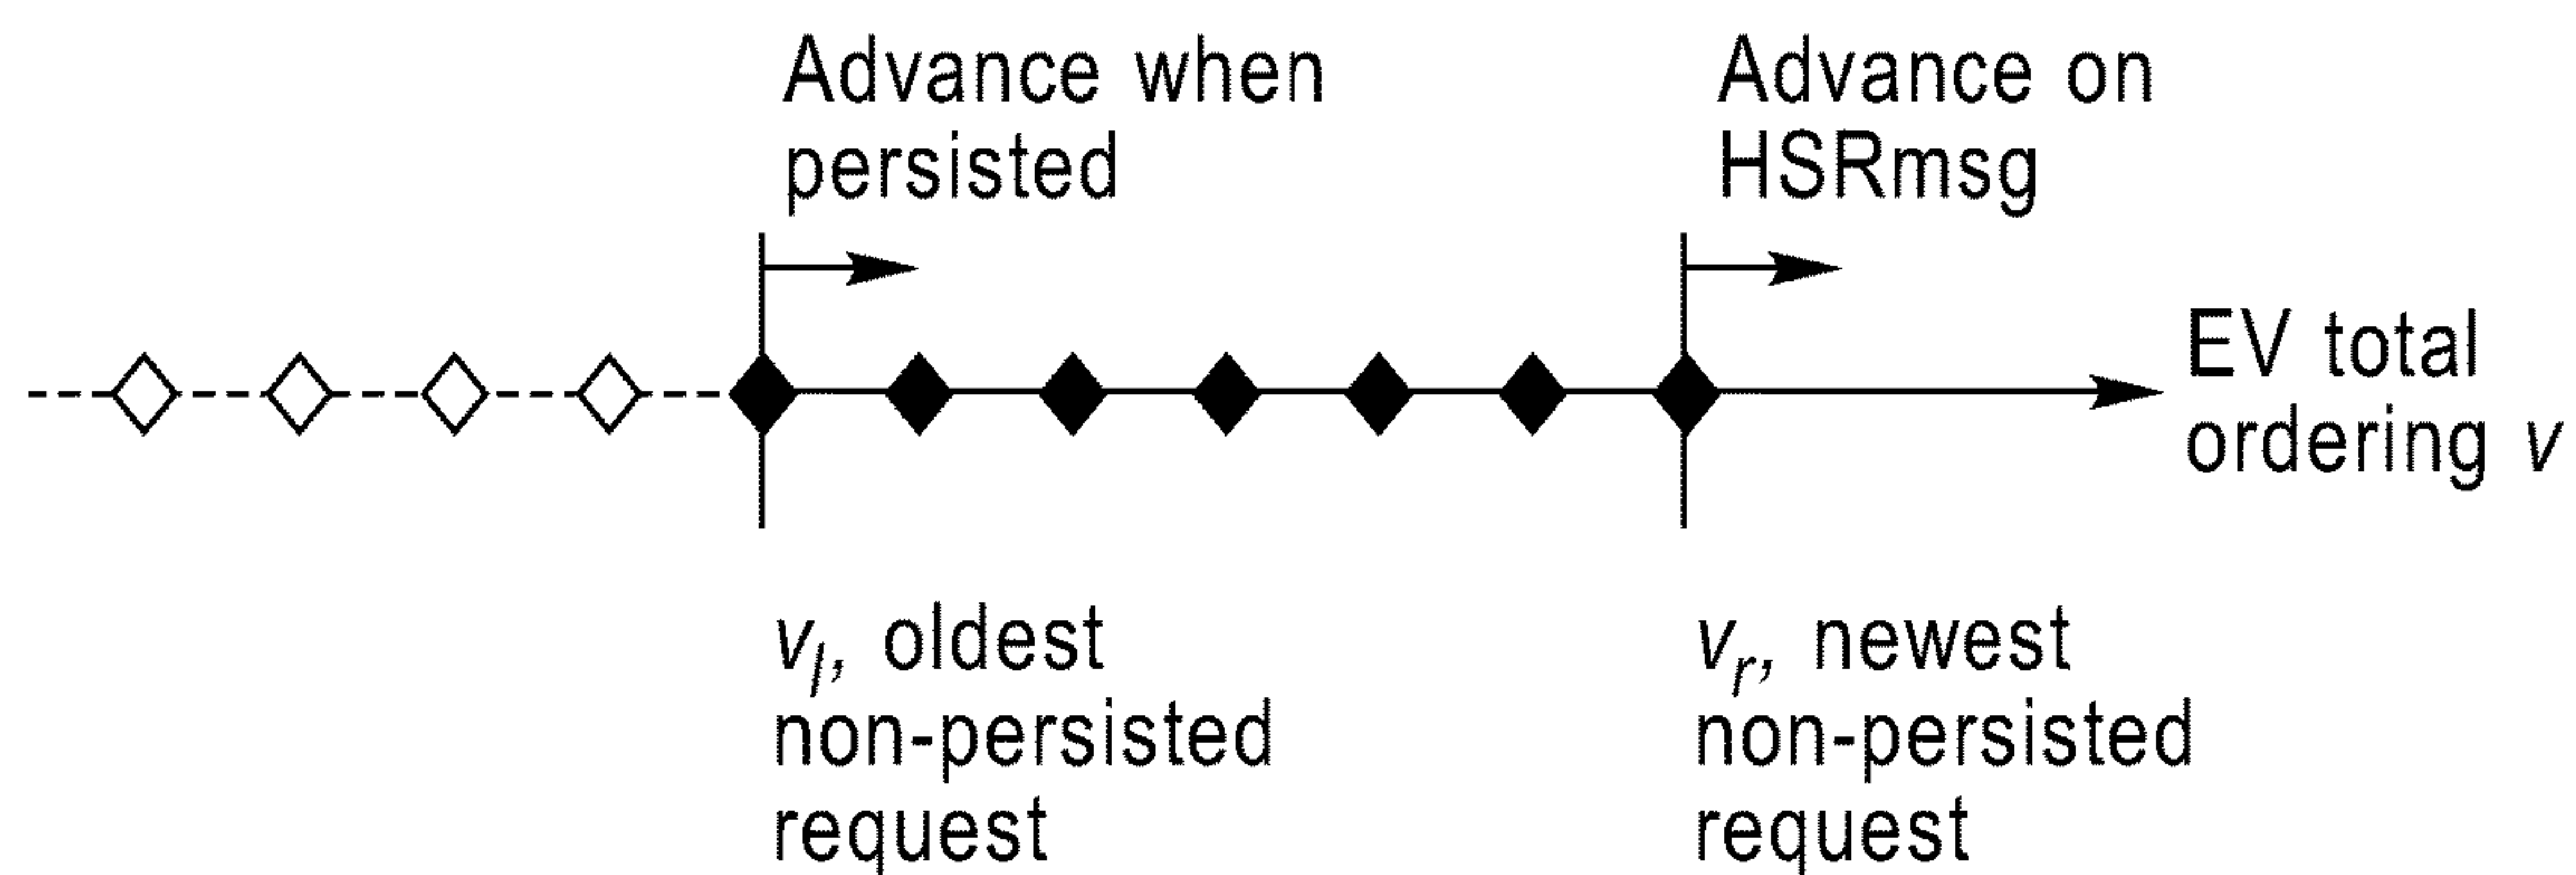 Advance when
persisted
Advance on
HSRmsg
EV total
ordering v
v_l, oldest
non-persisted
request
v_r, newest
non-persisted
request